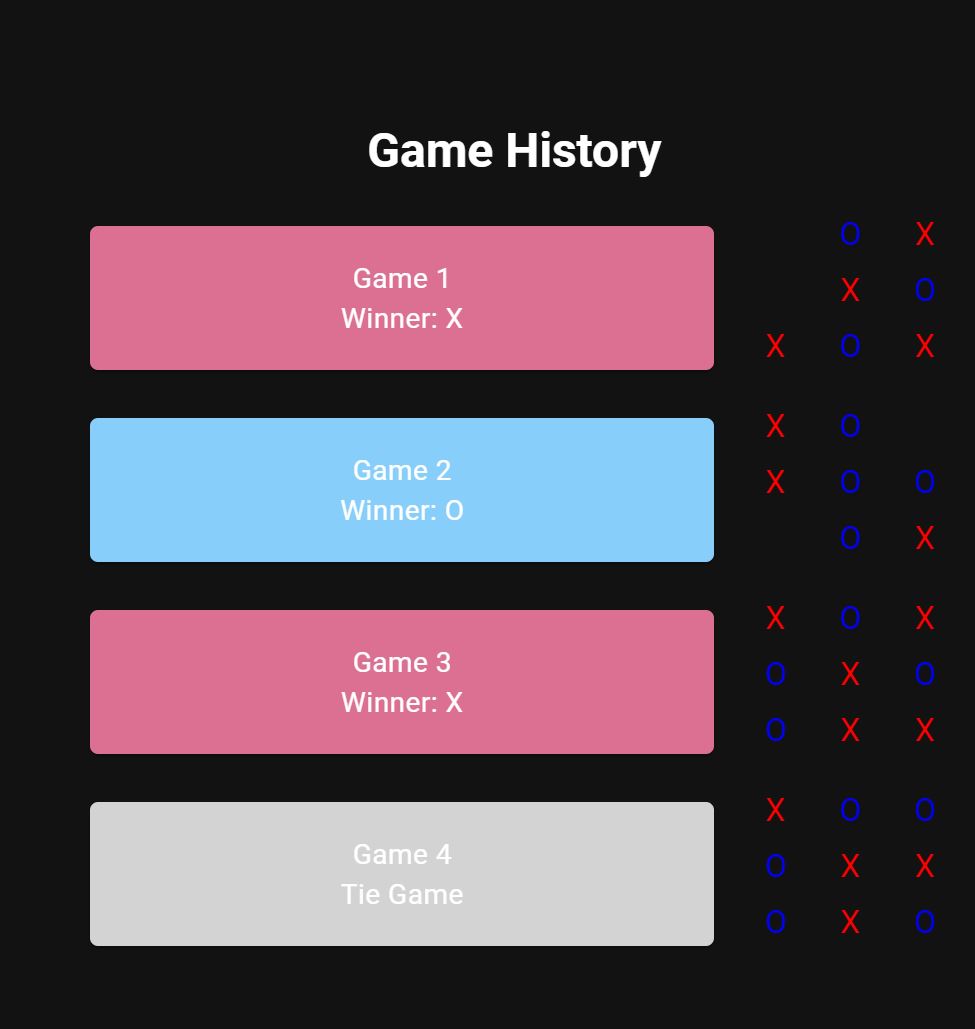 Game History
Game 1
Winner: X
O X
X O
X O X
Game 2
Winner: O
X O
X O O
O X
Game 3
Winner: X
X O X
O X O
O X X
Game 4
Tie Game
X O O
O X X
O X O